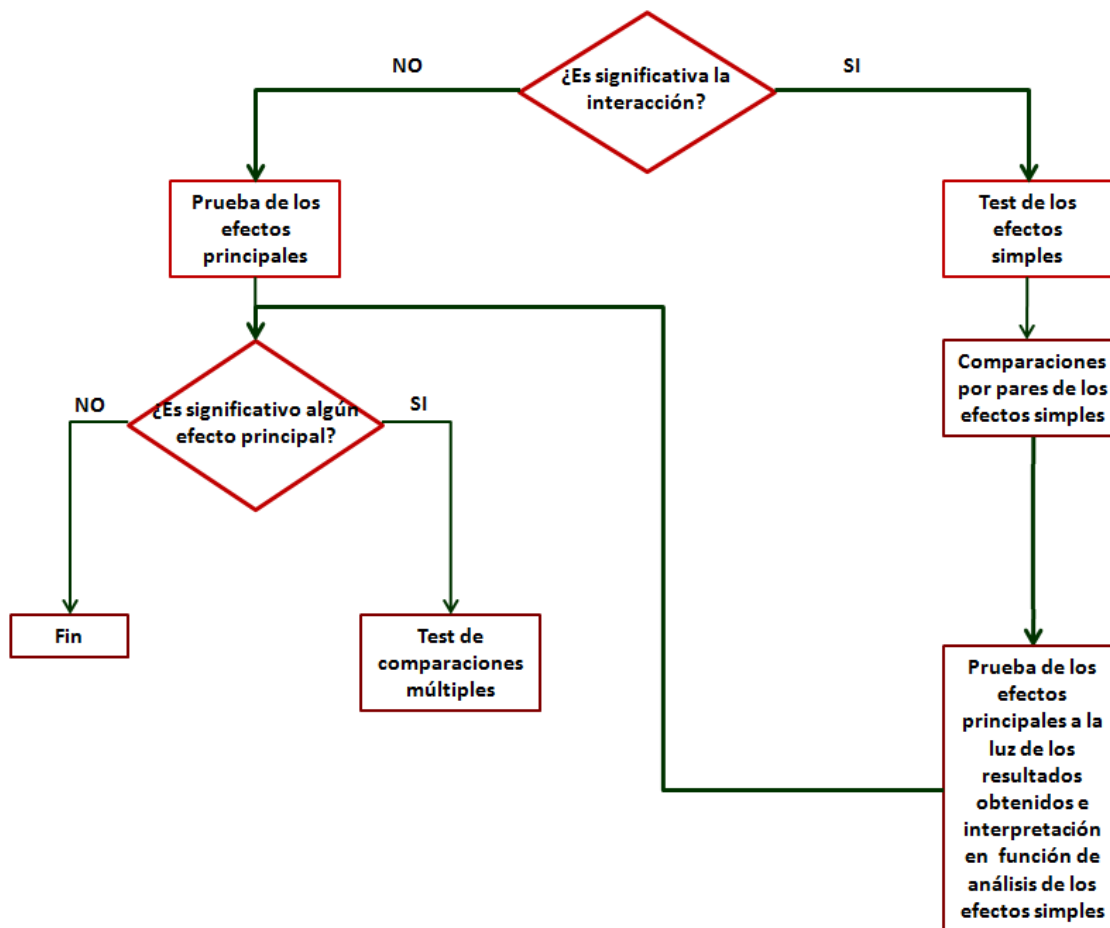 ¿Es significativa la
interacción?
NO
SI
Prueba de los
efectos
principales
Test de los
efectos
simples
Comparaciones
por pares de los
efectos simples
¿Es significativo algún
efecto principal?
NO
SI
Fin
Test de
comparaciones
múltiples
Prueba de los
efectos
principales a la
luz de los
resultados
obtenidos e
interpretación
en función de
análisis de los
efectos simples